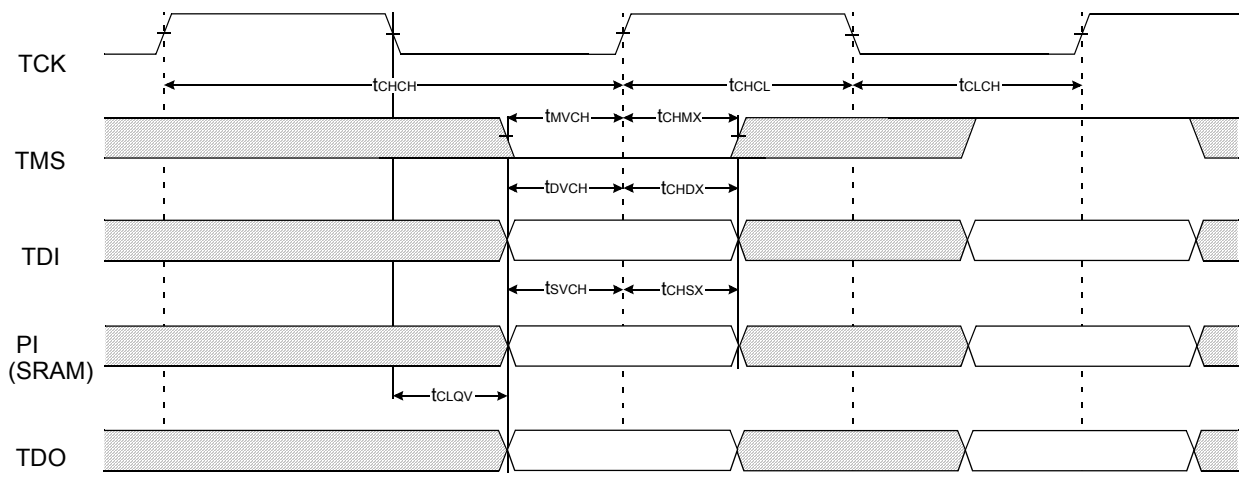 TCK
tCHCH
tCHCL
tCLCH
tMVCH
tCHMX
TMS
tDVCH
tCHDX
TDI
tSVCH
tCHSX
PI
(SRAM)
tCLQV
TDO